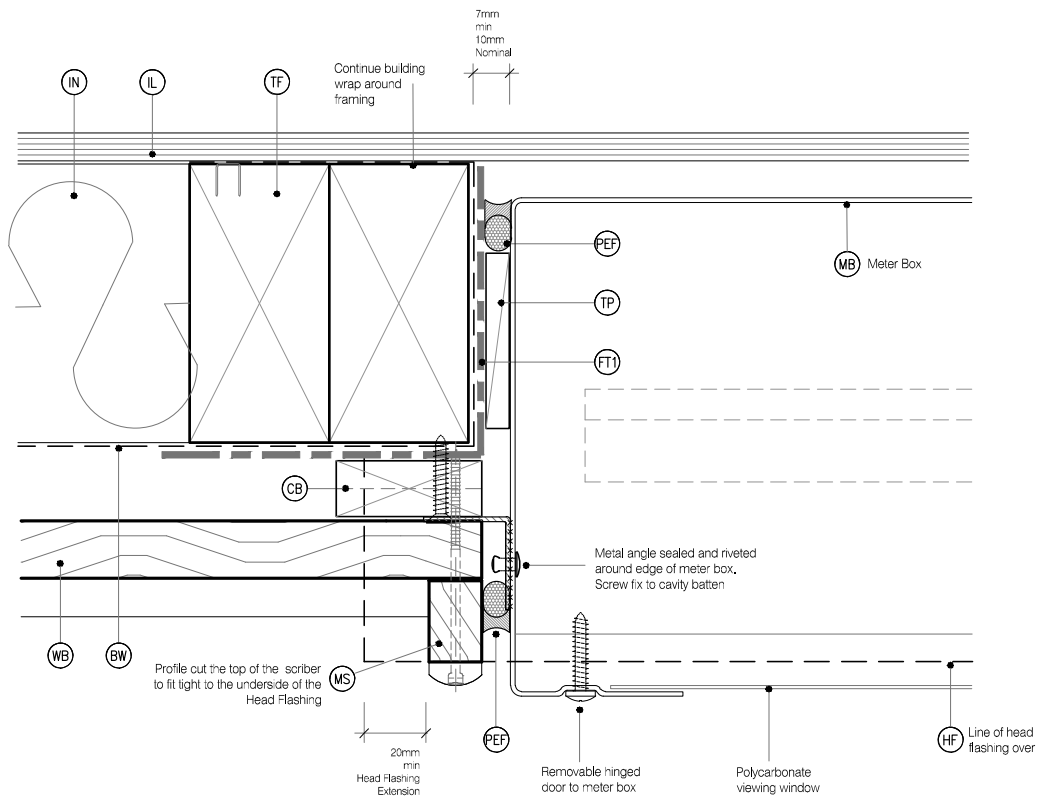 7mm
min
10mm
Nominal
Continue building
wrap around
framing
IN
IL
TF
PEF
MB
Meter Box
TP
FT1
CB
Metal angle sealed and riveted
around edge of meter box.
Screw fix to cavity batten
WB
BW
Profile cut the top of the scriber
to fit tight to the underside of the
Head Flashing
MS
20mm
min
Head Flashing
Extension
PEF
Removable hinged
door to meter box
Polycarbonate
viewing window
HF
Line of head
flashing over